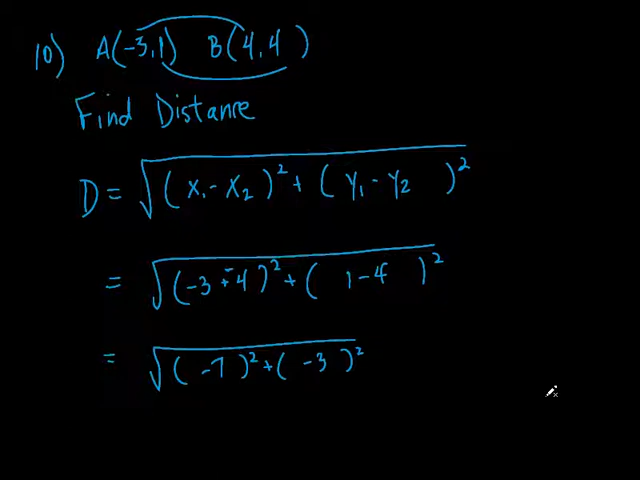 10) A(-3,1) B(4,4)
Find Distance
D = √(x₁ - x₂)² + (y₁ - y₂)²
= √(-3 + -4)² + (1 - 4)²
= √(-7)² + (-3)²